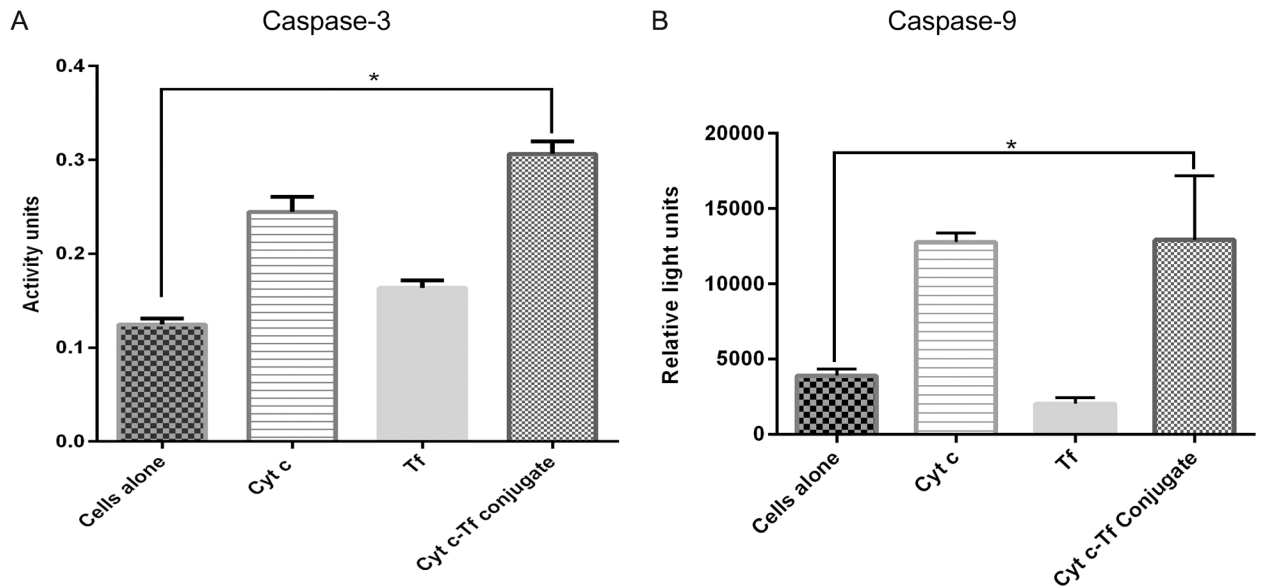 A
Caspase-3
Activity units
0.4
0.3
0.2
0.1
0.0
*
Cells alone
Cyt c
Tf
Cyt c-Tf conjugate
B
Caspase-9
Relative light units
20000
15000
10000
5000
0
*
Cells alone
Cyt c
Tf
Cyt c-Tf Conjugate